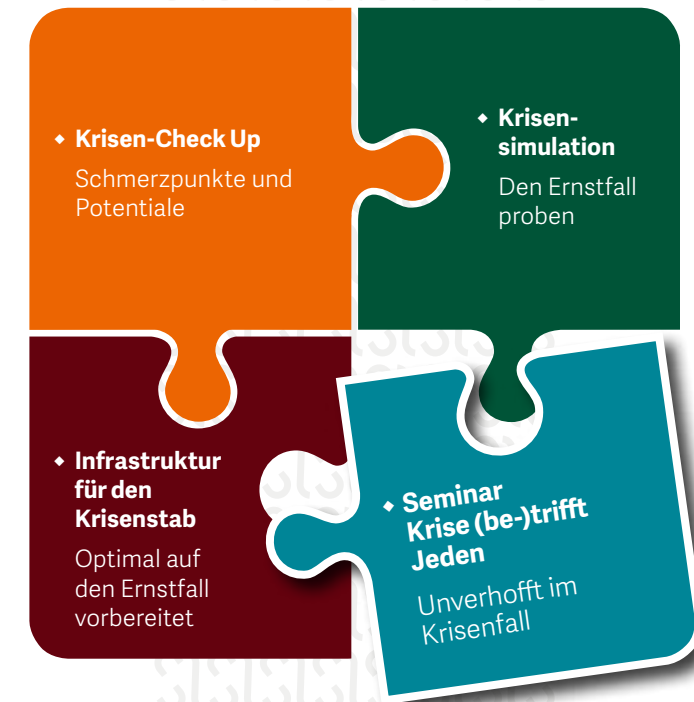 ◆ Krisen-Check Up
Schmerzpunkte und
Potentiale
◆ Krisen-
simulation
Den Ernstfall
proben
◆ Infrastruktur
für den
Krisenstab
Optimal auf
den Ernstfall
vorbereitet
◆ Seminar
Krise (be-)trifft
Jeden
Unverhofft im
Krisenfall